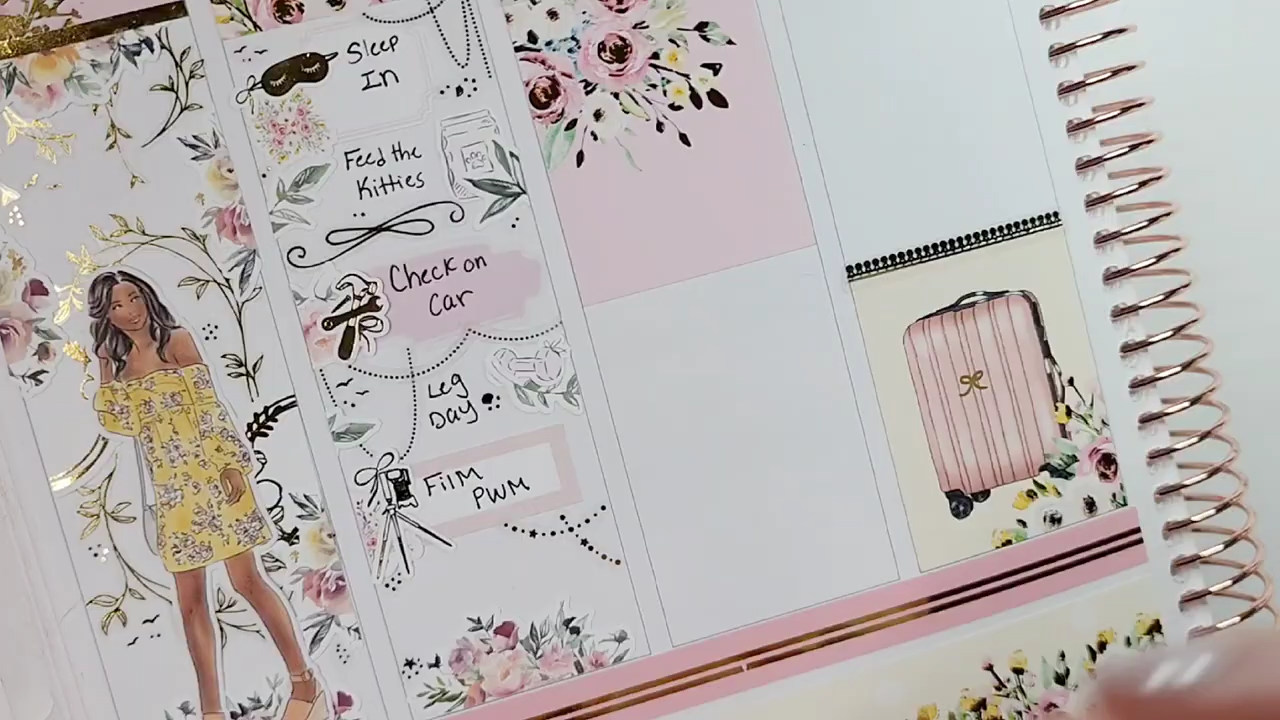 Sleep
In
Feed the
Kitties
Check on
Car
Leg
Day
Film
PWM